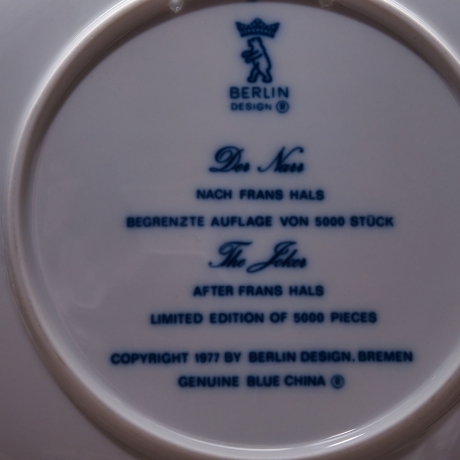 BERLIN
DESIGN ®
Der Narr
NACH FRANS HALS
BEGRENZTE AUFLAGE VON 5000 STÜCK
The Joker
AFTER FRANS HALS
LIMITED EDITION OF 5000 PIECES
COPYRIGHT 1977 BY BERLIN DESIGN. BREMEN
GENUINE BLUE CHINA ®